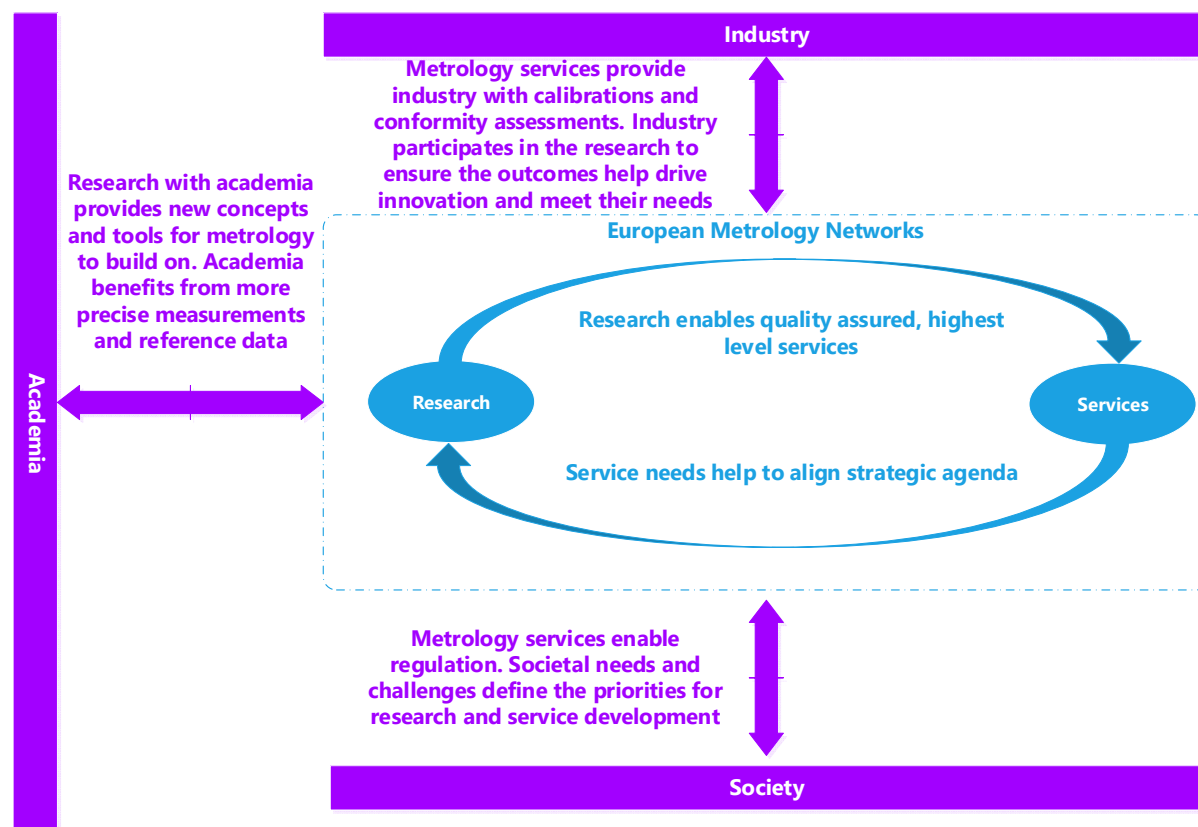 Industry
Metrology services provide
industry with calibrations and
conformity assessments. Industry
participates in the research to
ensure the outcomes help drive
innovation and meet their needs
Research with academia
provides new concepts
and tools for metrology
to build on. Academia
benefits from more
precise measurements
and reference data
Academia
European Metrology Networks
Research enables quality assured, highest
level services
Research
Services
Service needs help to align strategic agenda
Metrology services enable
regulation. Societal needs and
challenges define the priorities for
research and service development
Society